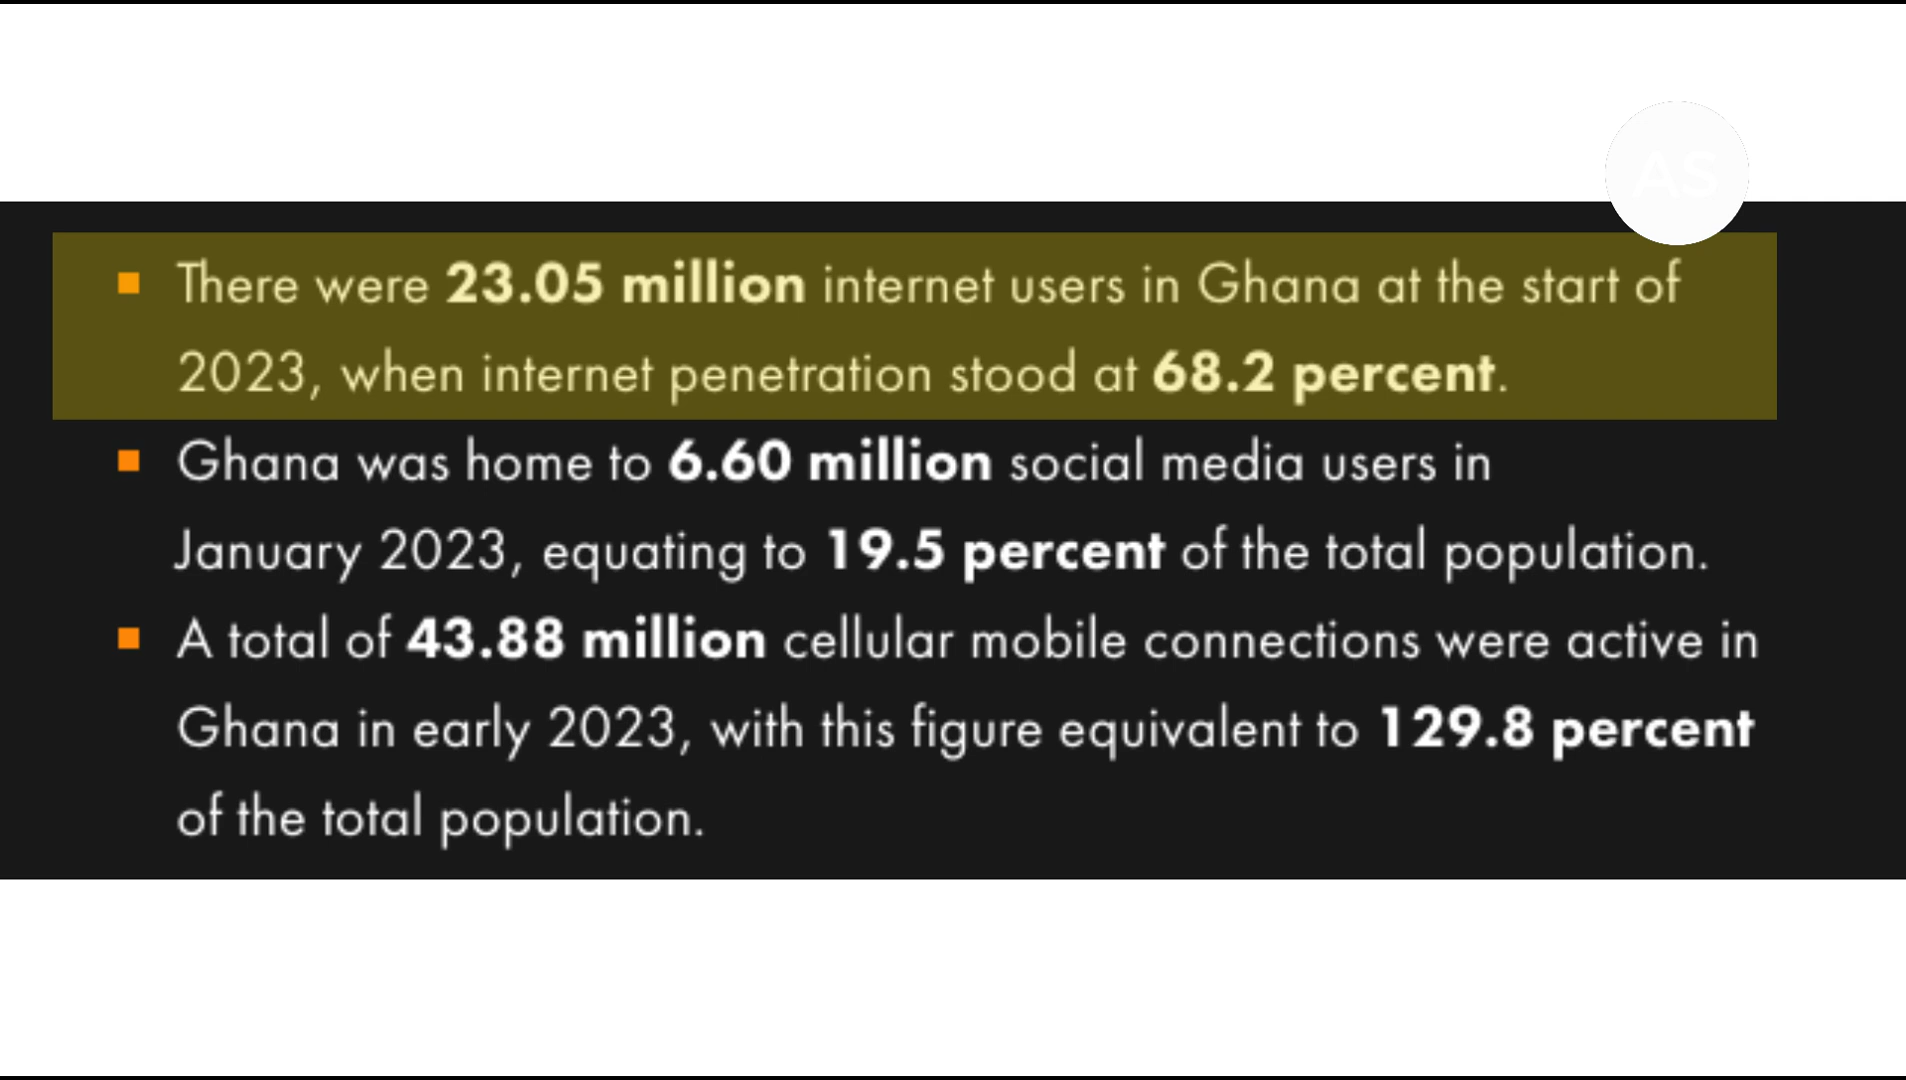 AS
There were 23.05 million internet users in Ghana at the start of
2023, when internet penetration stood at 68.2 percent.
Ghana was home to 6.60 million social media users in
January 2023, equating to 19.5 percent of the total population.
A total of 43.88 million cellular mobile connections were active in
Ghana in early 2023, with this figure equivalent to 129.8 percent
of the total population.